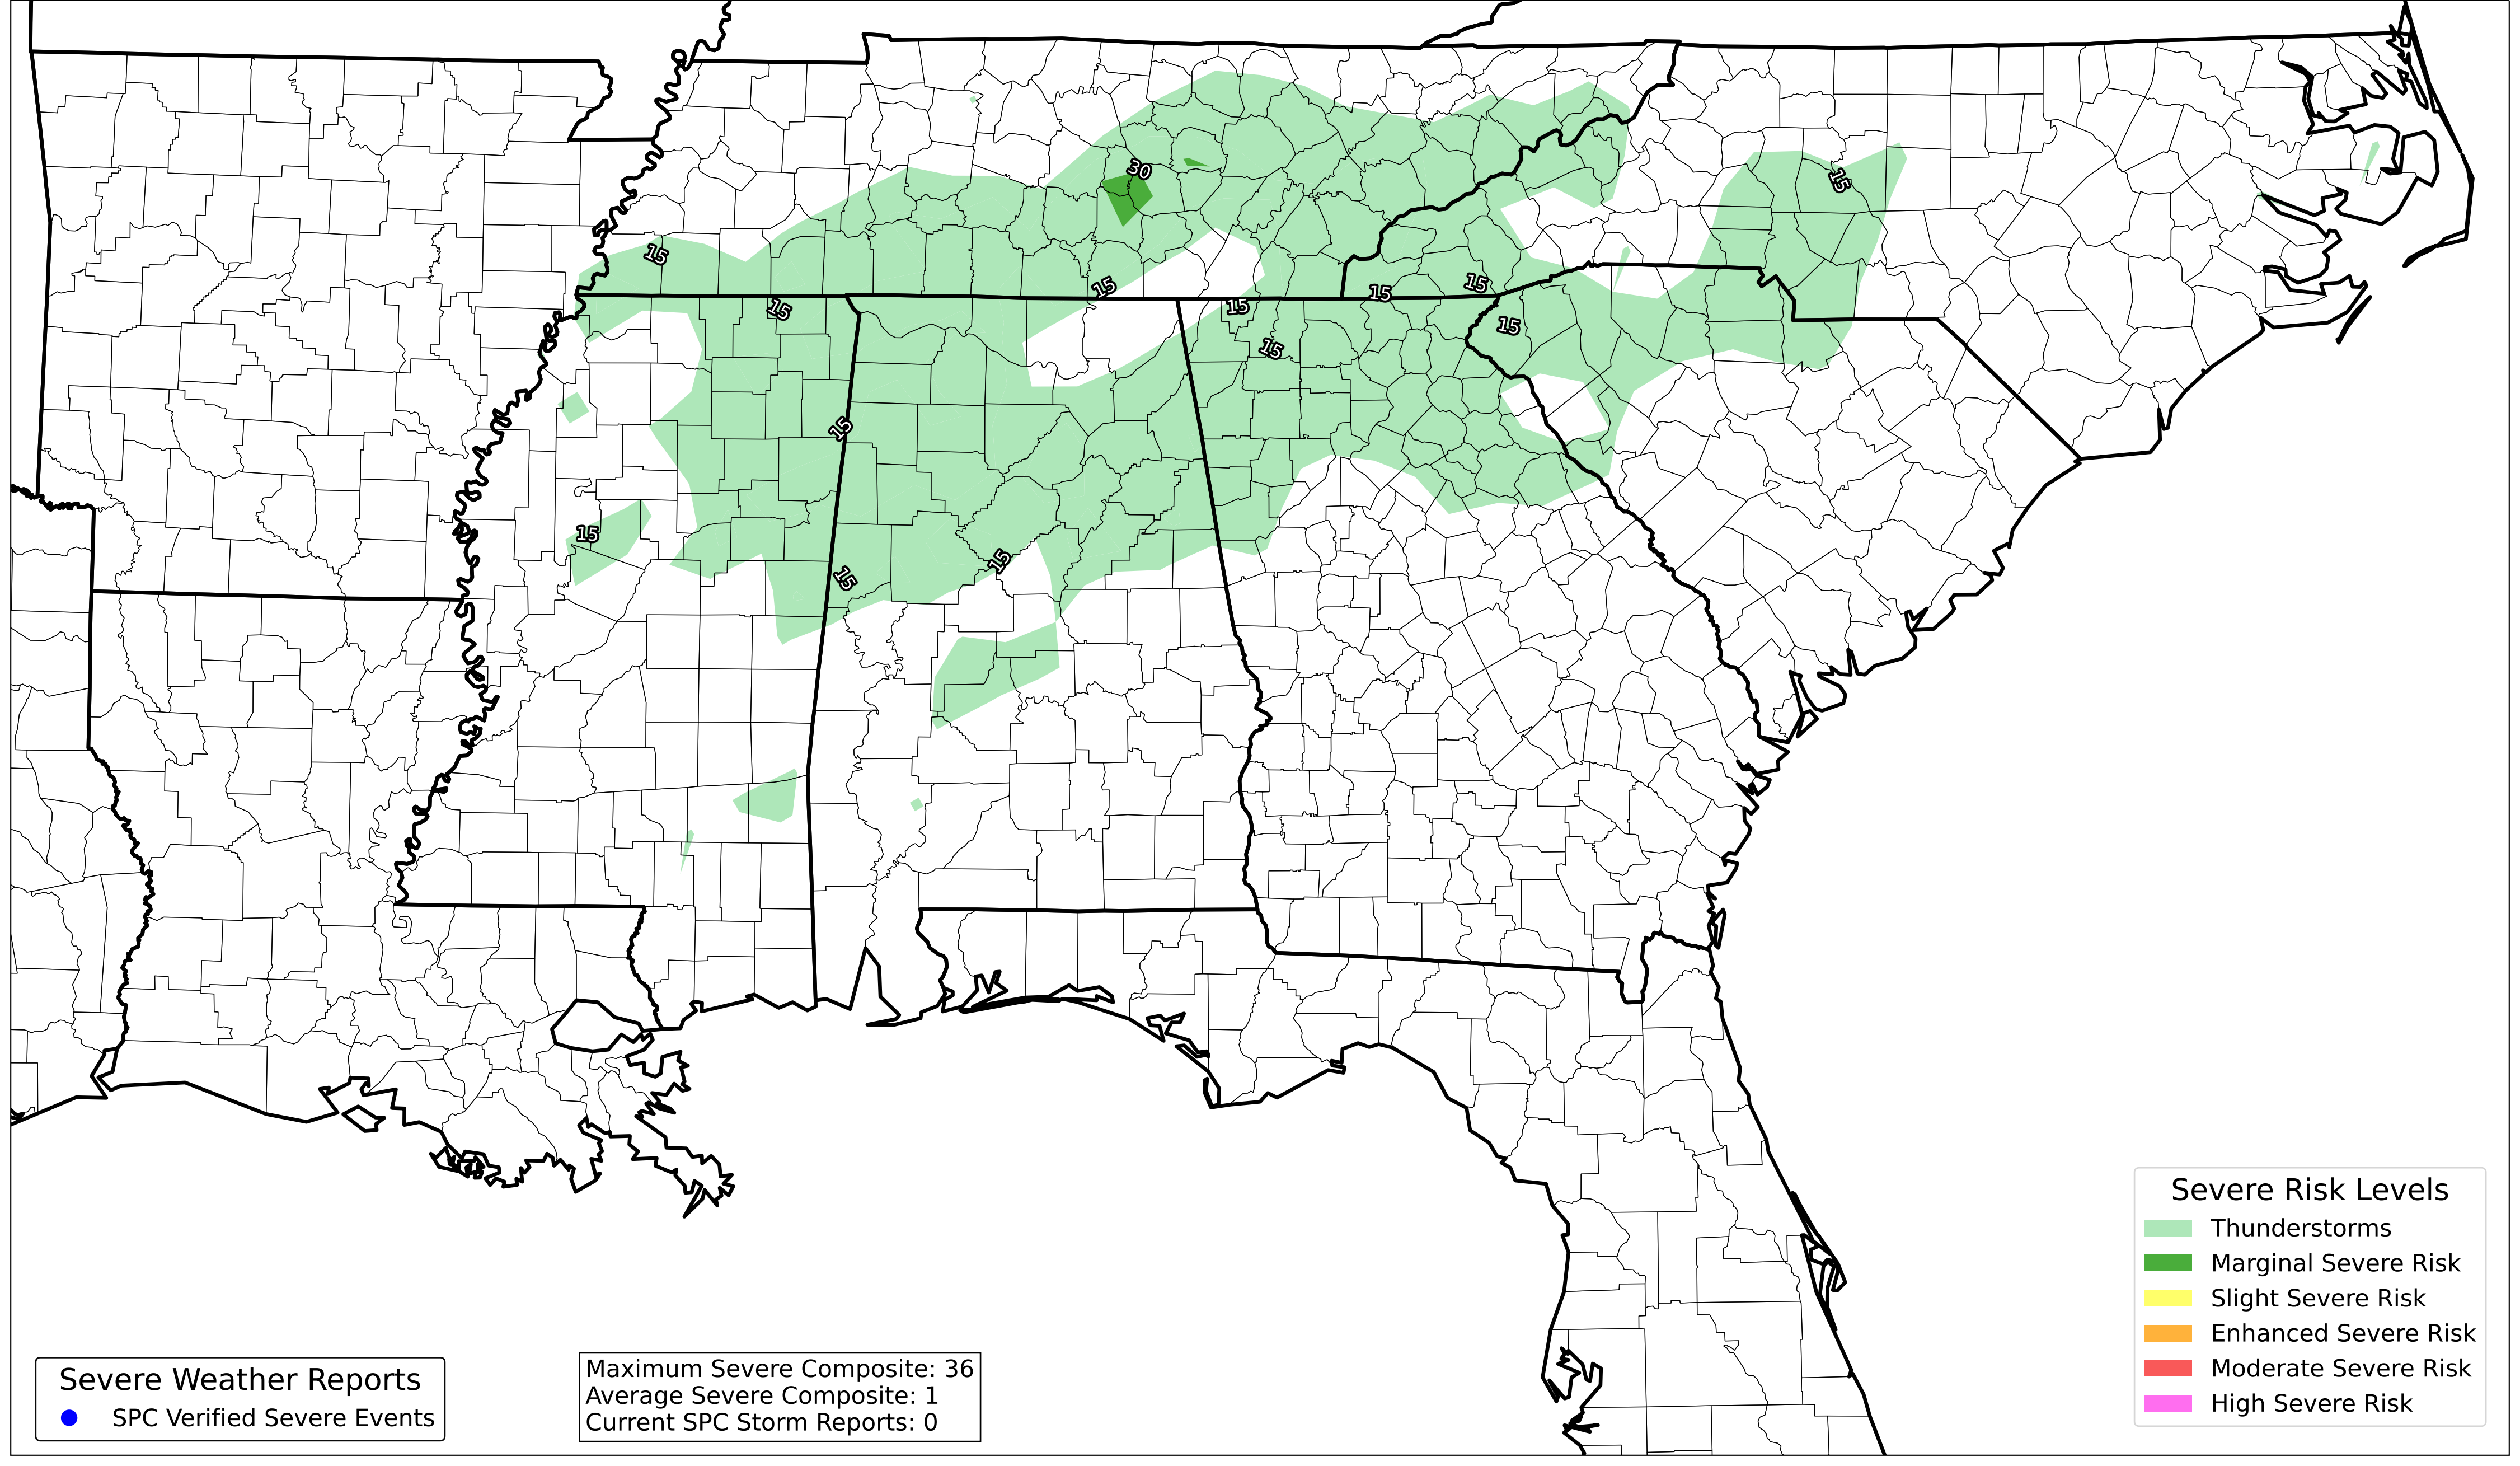 30
15
15
15
15
15
15
15
15
15
15
15
15
15
Severe Risk Levels
Thunderstorms
Marginal Severe Risk
Slight Severe Risk
Enhanced Severe Risk
Moderate Severe Risk
High Severe Risk
Severe Weather Reports
SPC Verified Severe Events
Maximum Severe Composite: 36
Average Severe Composite: 1
Current SPC Storm Reports: 0